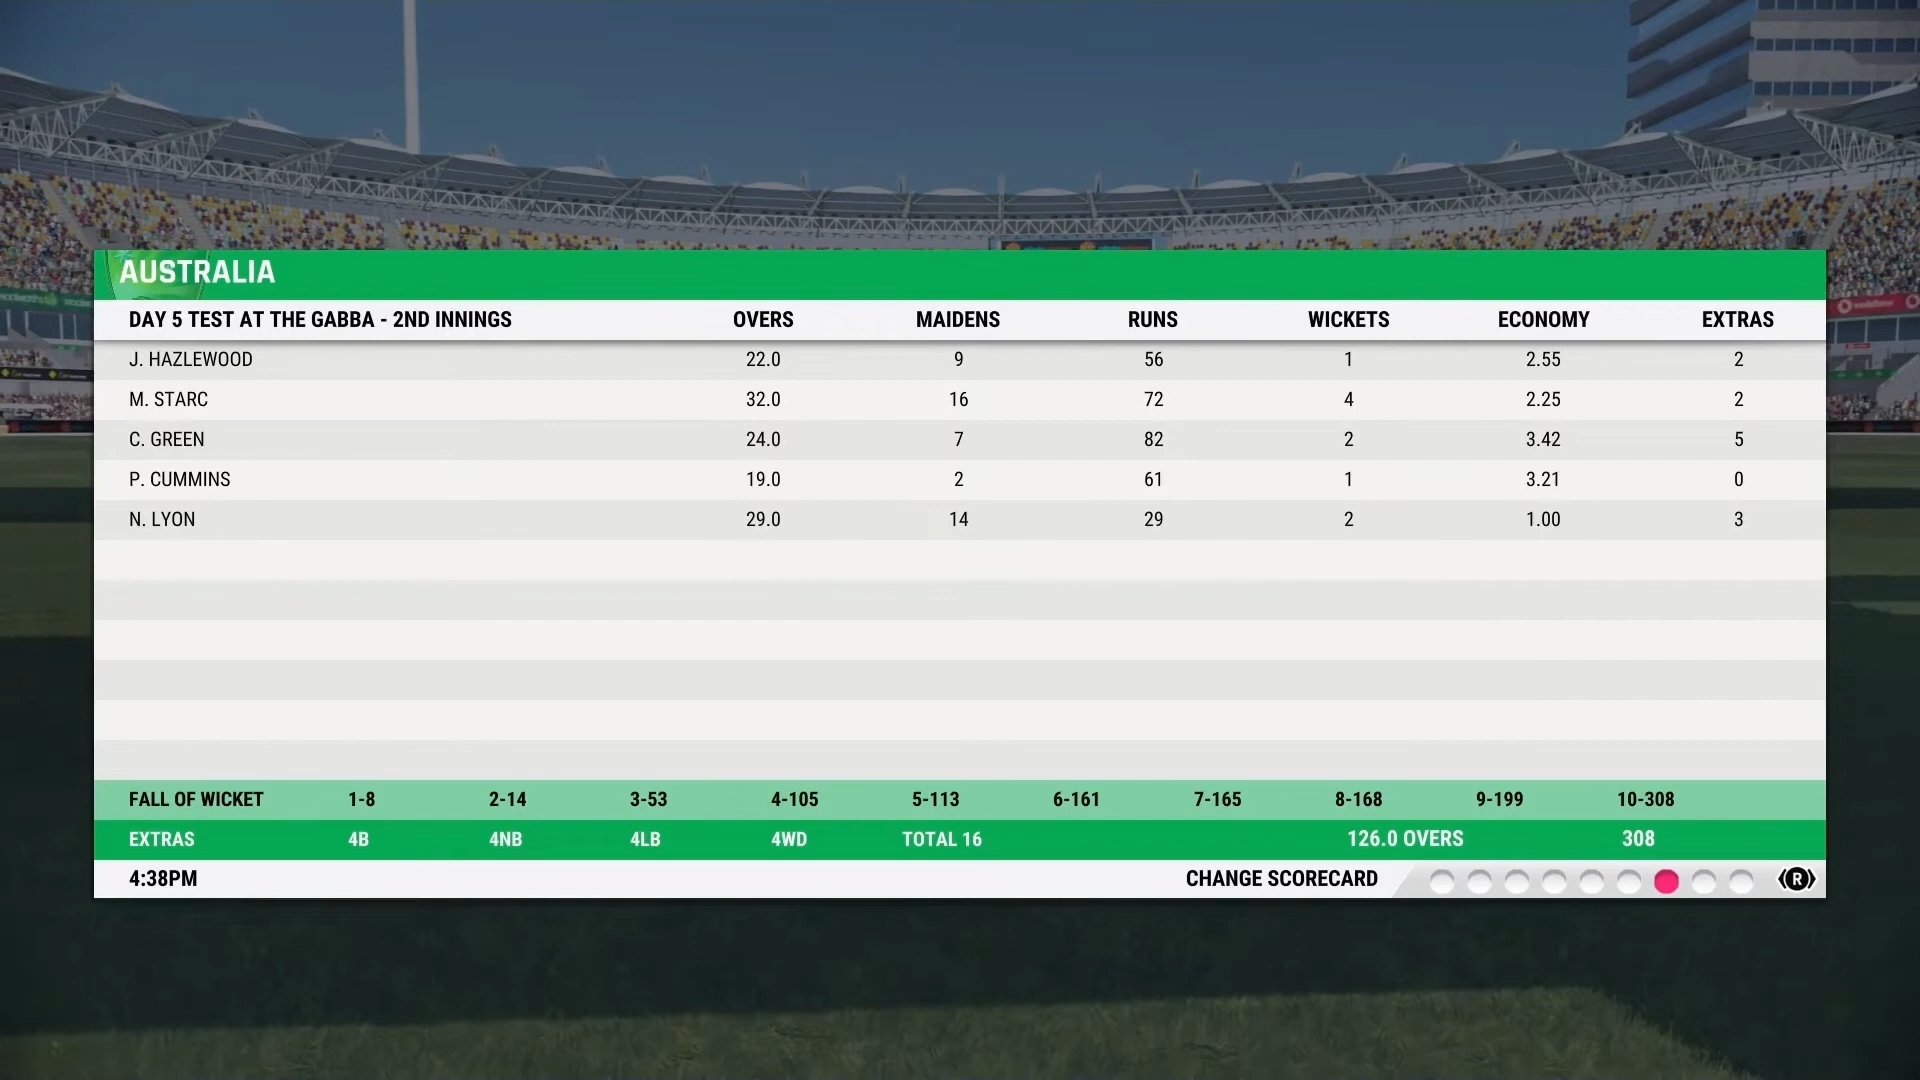 AUSTRALIA
DAY 5 TEST AT THE GABBA - 2ND INNINGS OVERS MAIDENS RUNS WICKETS ECONOMY EXTRAS
J. HAZLEWOOD 22.0 9 56 1 2.55 2
M. STARC 32.0 16 72 4 2.25 2
C. GREEN 24.0 7 82 2 3.42 5
P. CUMMINS 19.0 2 61 1 3.21 0
N. LYON 29.0 14 29 2 1.00 3
FALL OF WICKET 1-8 2-14 3-53 4-105 5-113 6-161 7-165 8-168 9-199 10-308
EXTRAS 4B 4NB 4LB 4WD TOTAL 16 126.0 OVERS 308
4:38PM CHANGE SCORECARD R